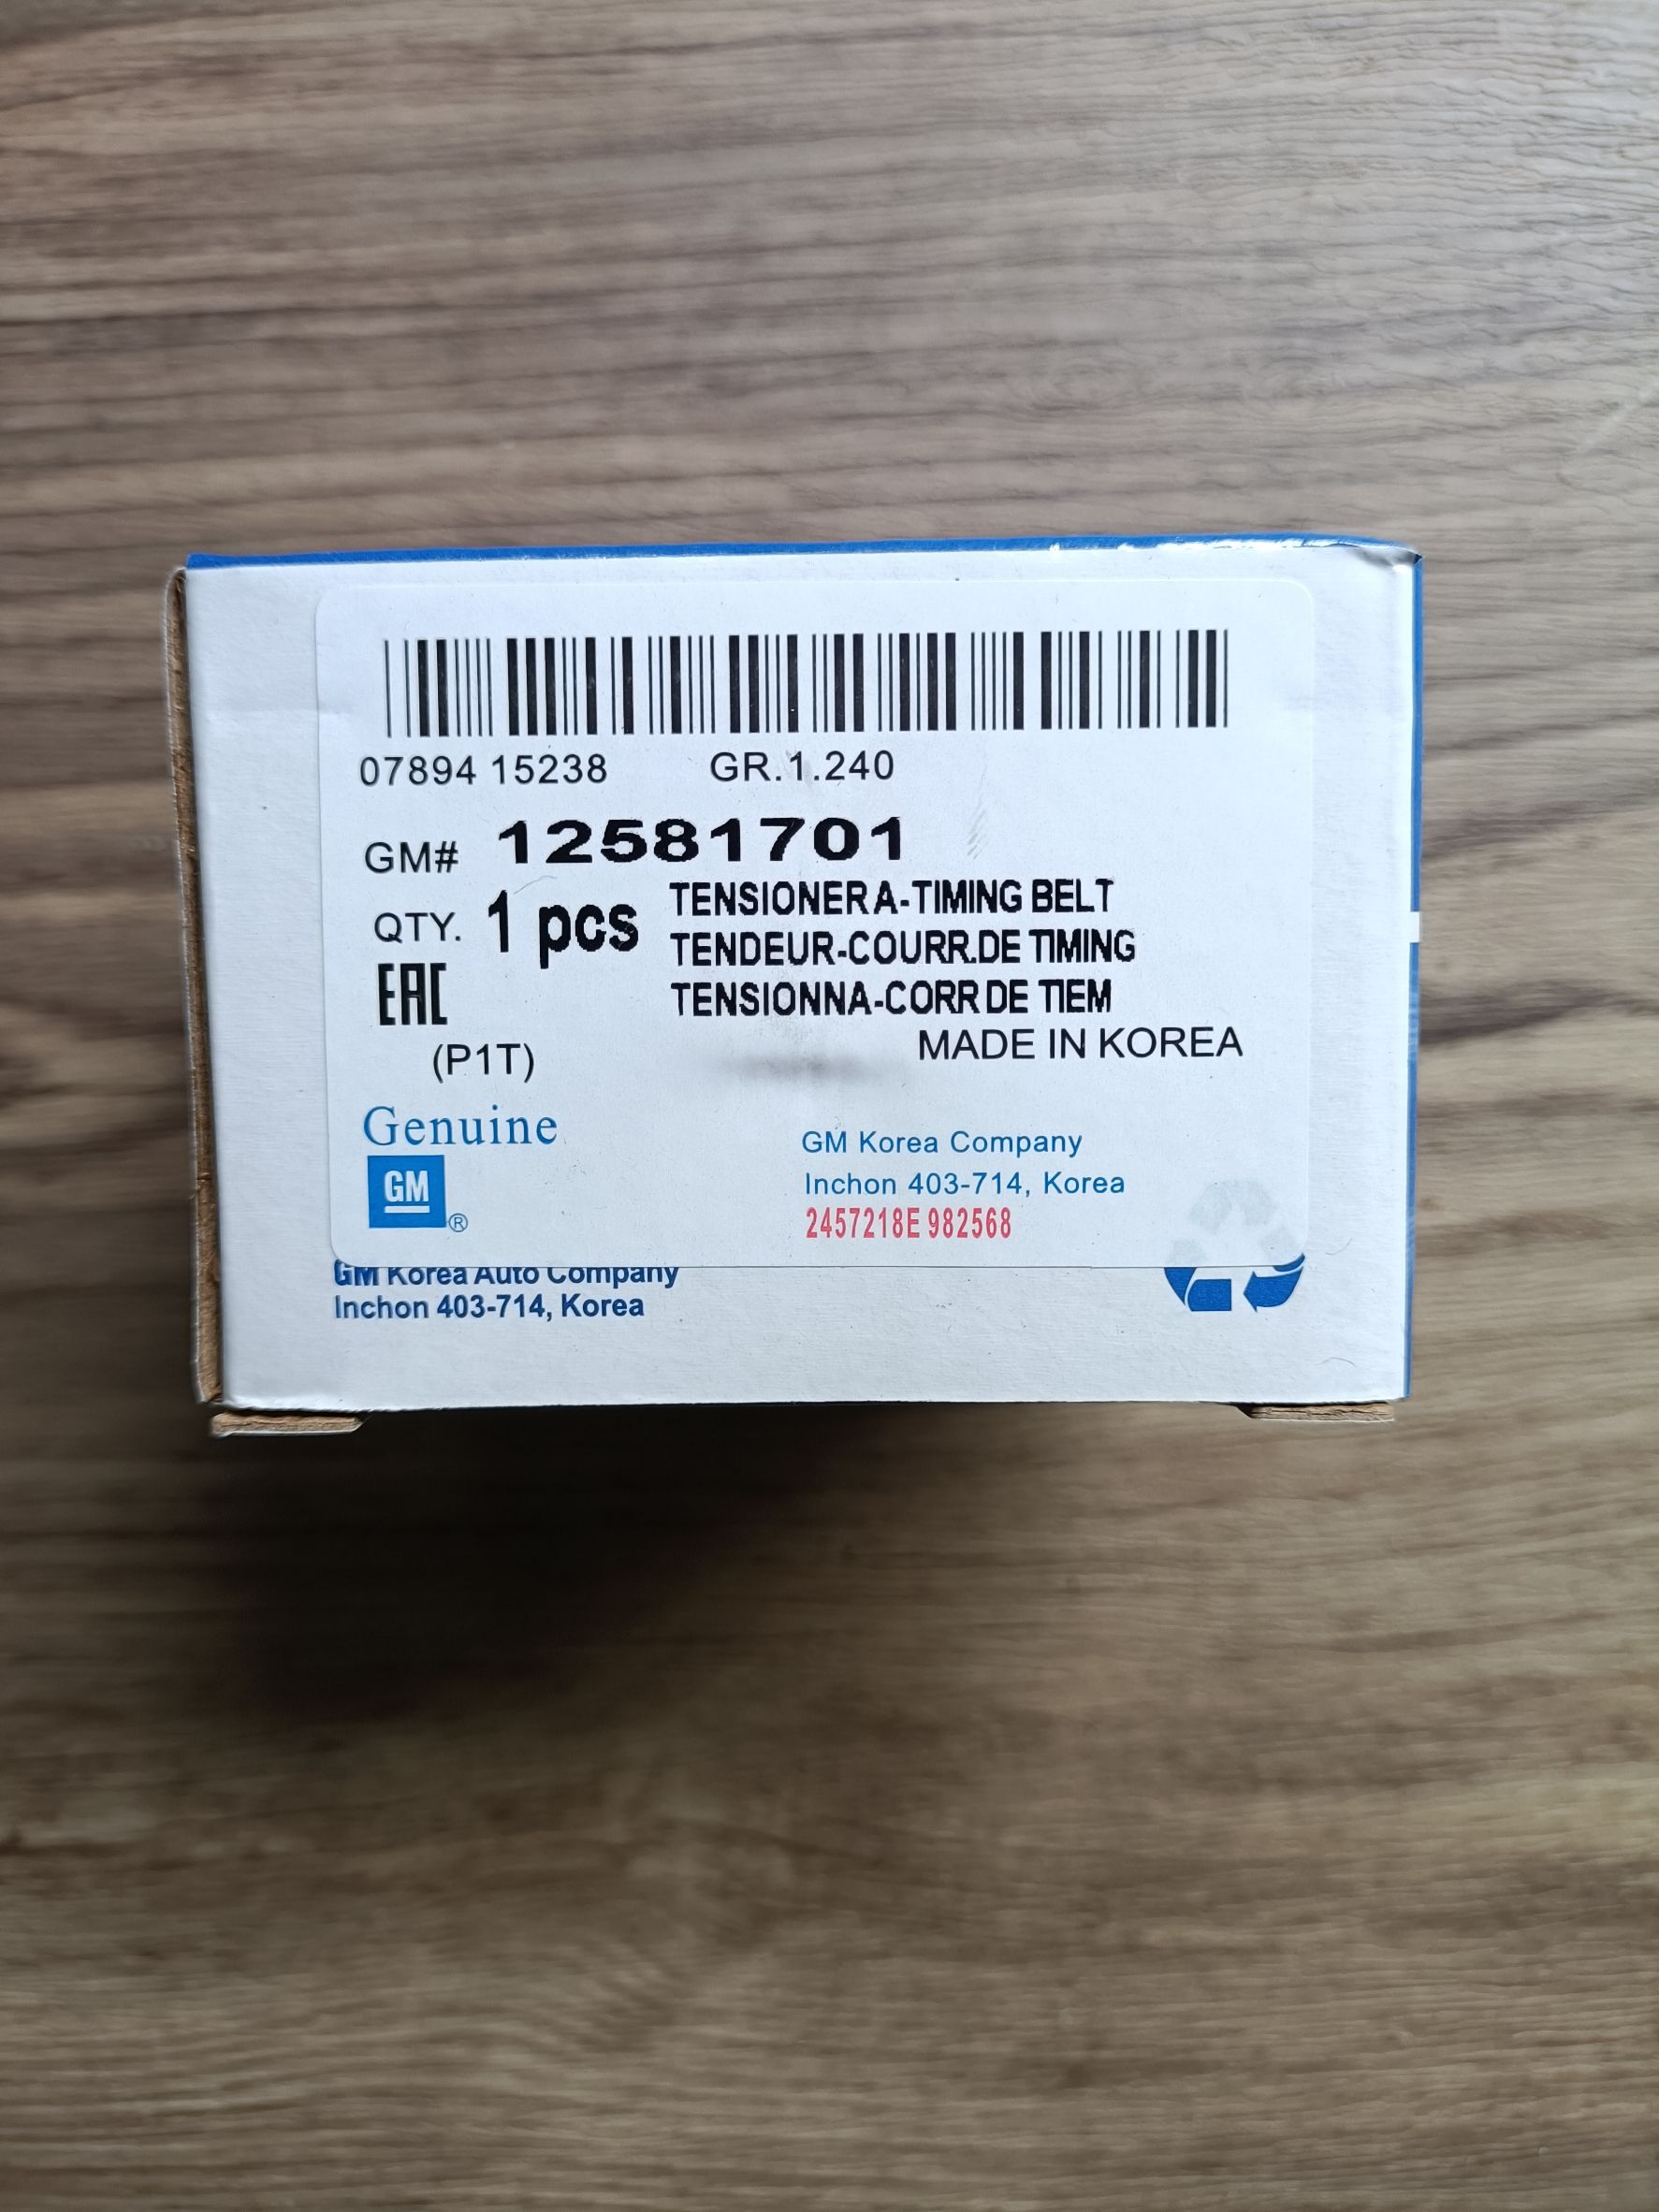 07894 15238 GR.1.240
GM# 12581701
QTY. 1 pcs
TENSIONERA-TIMING BELT
TENDEUR-COURR.DE TIMING
TENSIONNA-CORR DE TIEM
EAC
MADE IN KOREA
(P1T)
Genuine
GM ®
GM Korea Company
Inchon 403-714, Korea
2457218E 982568
GM Korea Auto Company
Inchon 403-714, Korea